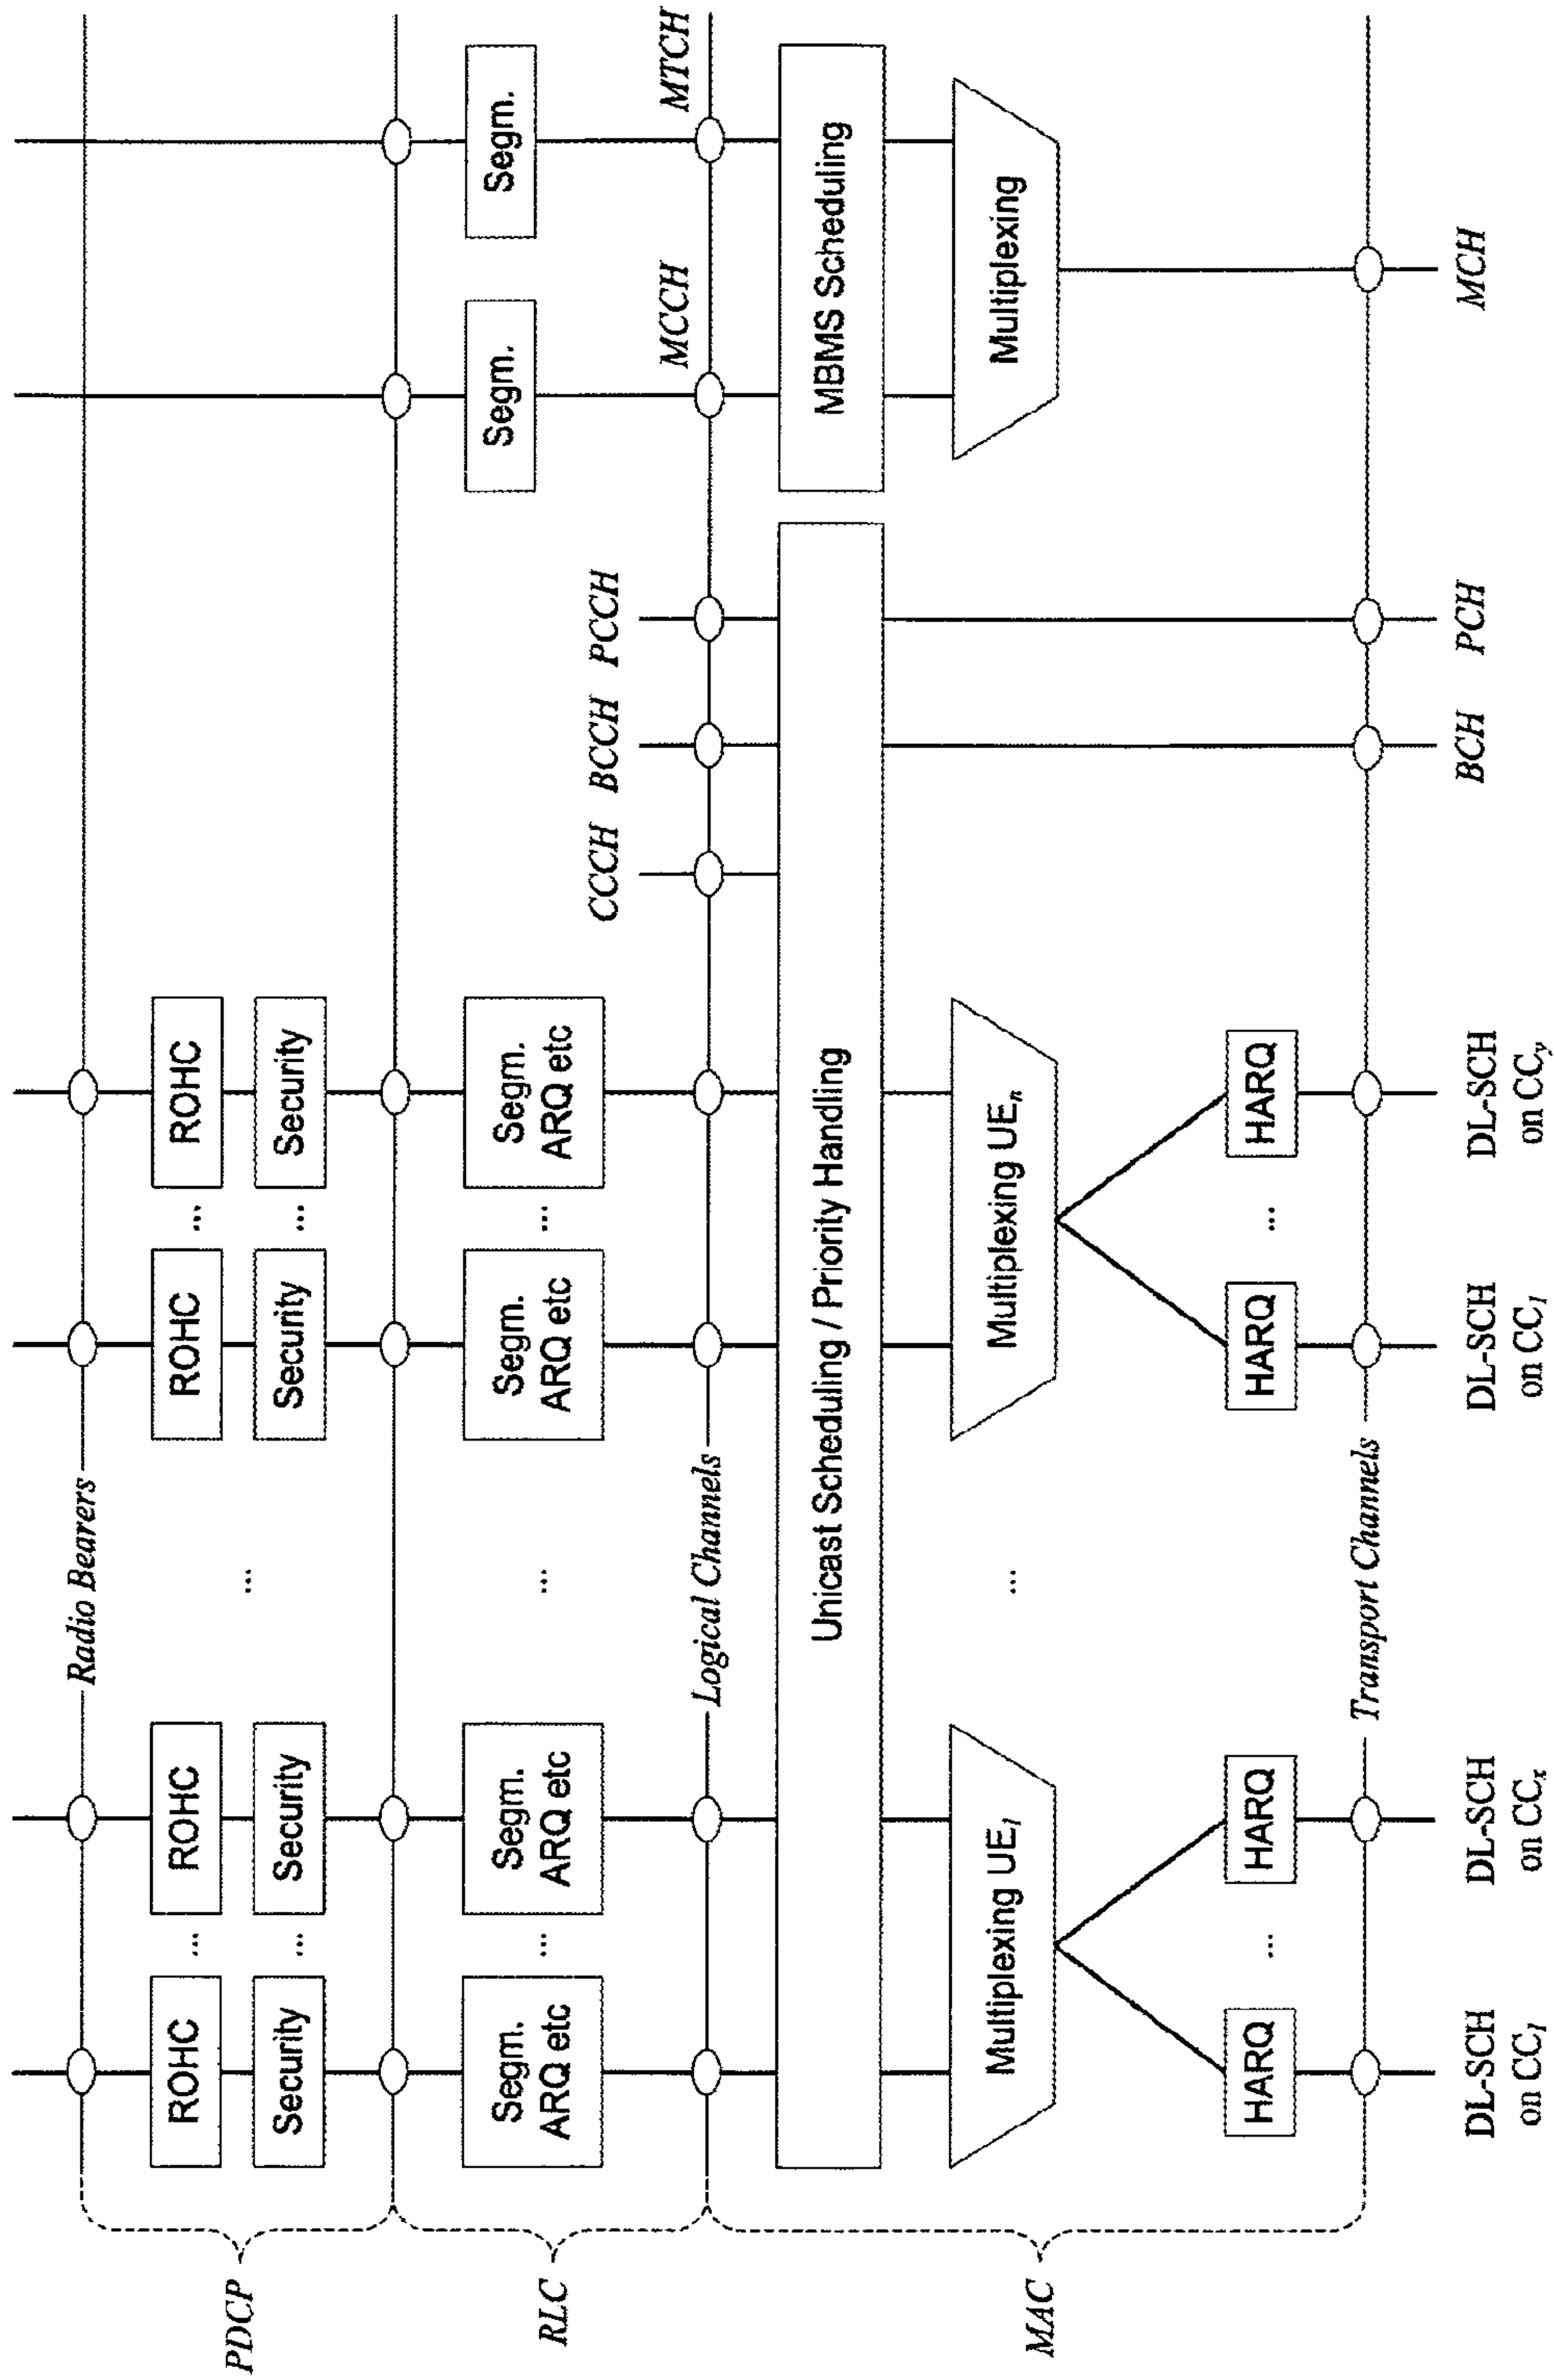 Radio Bearers
PDCP
ROHC ... ROHC
ROHC ... ROHC
...
Security ... Security
Security ... Security
RLC
Segm. ARQ etc ... Segm. ARQ etc
...
Segm. ARQ etc ... Segm. ARQ etc
Segm.
Segm.
Logical Channels
CCCH BCCH PCCH
MCCH
MTCH
MAC
Unicast Scheduling / Priority Handling
MBMS Scheduling
Multiplexing UE1
...
Multiplexing UEn
Multiplexing
HARQ ... HARQ
HARQ ... HARQ
Transport Channels
DL-SCH on CC1
DL-SCH on CCx
DL-SCH on CC1
DL-SCH on CCy
BCH
PCH
MCH